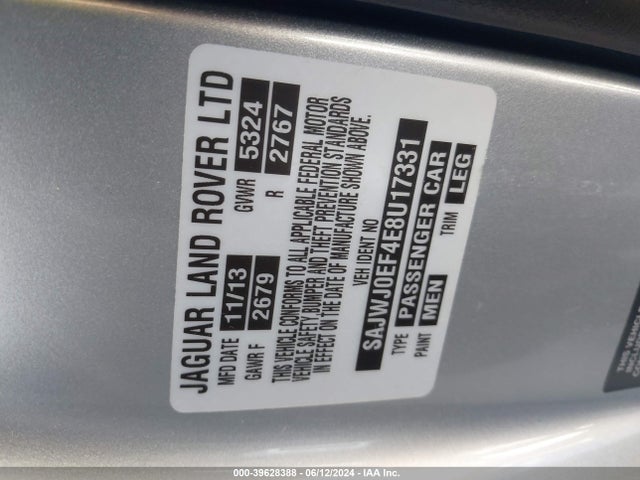 JAGUAR LAND ROVER LTD
MFD DATE 11/13 GVWR 5324
GAWR F 2679 R 2767
THIS VEHICLE CONFORMS TO ALL APPLICABLE FEDERAL MOTOR
VEHICLE SAFETY, BUMPER AND THEFT PREVENTION STANDARDS
IN EFFECT ON THE DATE OF MANUFACTURE SHOWN ABOVE.
VEH IDENT NO
SAJWJ0EF4E8U17331
TYPE PASSENGER CAR
PAINT MEN TRIM LEG
THIS VEHICLE
000-39628388 - 06/12/2024 - IAA Inc.